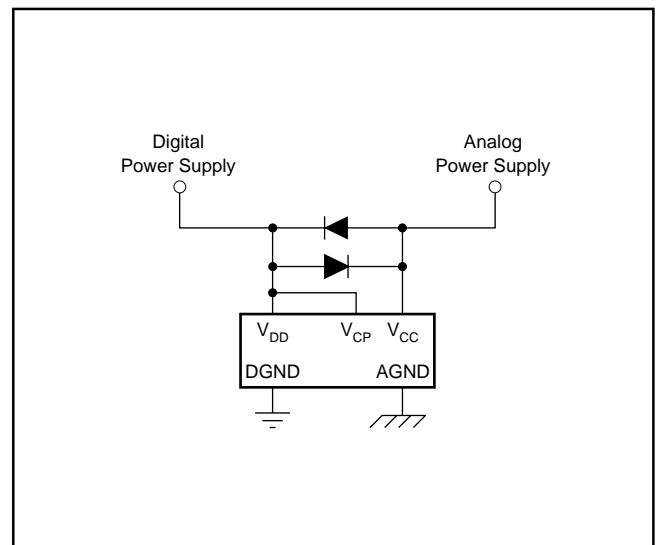 Digital
Power Supply
Analog
Power Supply
VDD VCP VCC
DGND AGND